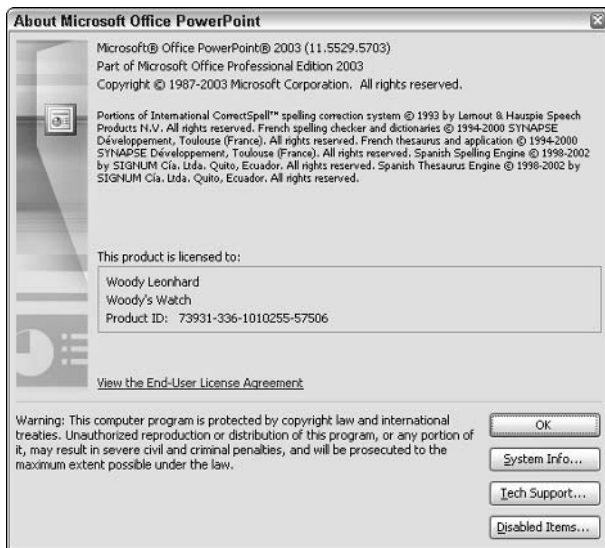 About Microsoft Office PowerPoint
Microsoft® Office PowerPoint® 2003 (11.5529.5703)
Part of Microsoft Office Professional Edition 2003
Copyright © 1987-2003 Microsoft Corporation. All rights reserved.
Portions of International CorrectSpell™ spelling correction system © 1993 by Lernout & Hauspie Speech
Products N.V. All rights reserved. French spelling checker and dictionaries © 1994-2000 SYNAPSE
Développement, Toulouse (France). All rights reserved. French thesaurus and application © 1994-2000
SYNAPSE Développement, Toulouse (France). All rights reserved. Spanish Spelling Engine © 1998-2002
by SIGNUM Cía. Ltda. Quito, Ecuador. All rights reserved. Spanish Thesaurus Engine © 1998-2002 by
SIGNUM Cía. Ltda. Quito, Ecuador. All rights reserved.
This product is licensed to:
Woody Leonhard
Woody's Watch
Product ID: 73931-336-1010255-57506
View the End-User License Agreement
Warning: This computer program is protected by copyright law and international
treaties. Unauthorized reproduction or distribution of this program, or any portion of
it, may result in severe civil and criminal penalties, and will be prosecuted to the
maximum extent possible under the law.
OK
System Info...
Tech Support...
Disabled Items...